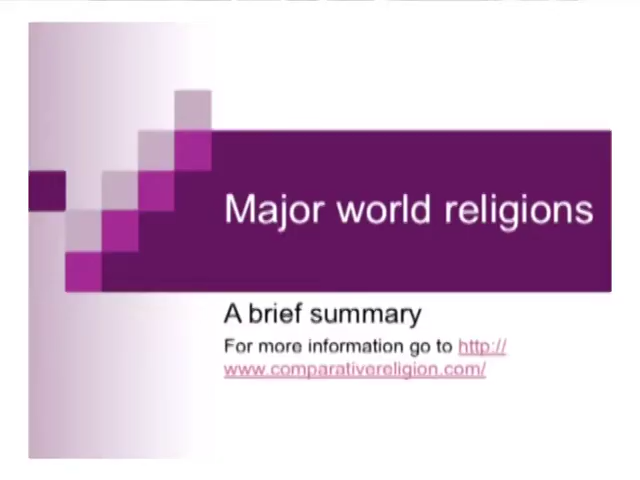 Major world religions
A brief summary
For more information go to http://
www.comparativereligion.com/